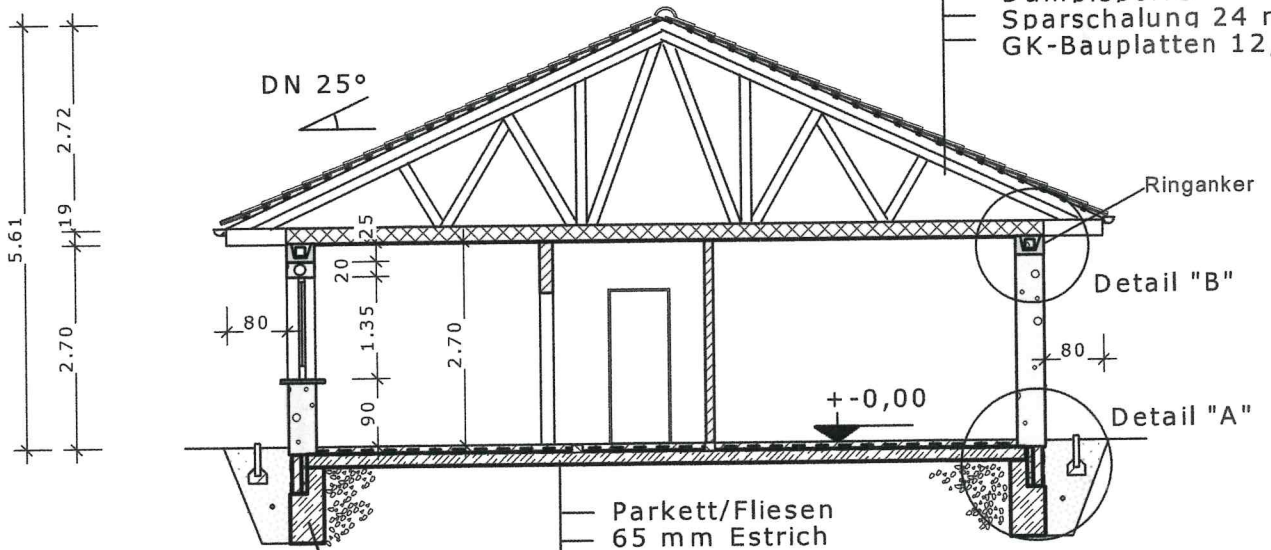 Sparschalung 24
GK-Bauplatten 12,
DN 25°
Ringanker
5.61
2.72
19
2.70
25
20
1.35
90
2.70
80
80
Detail "B"
+-0,00
Detail "A"
Parkett/Fliesen
65 mm Estrich